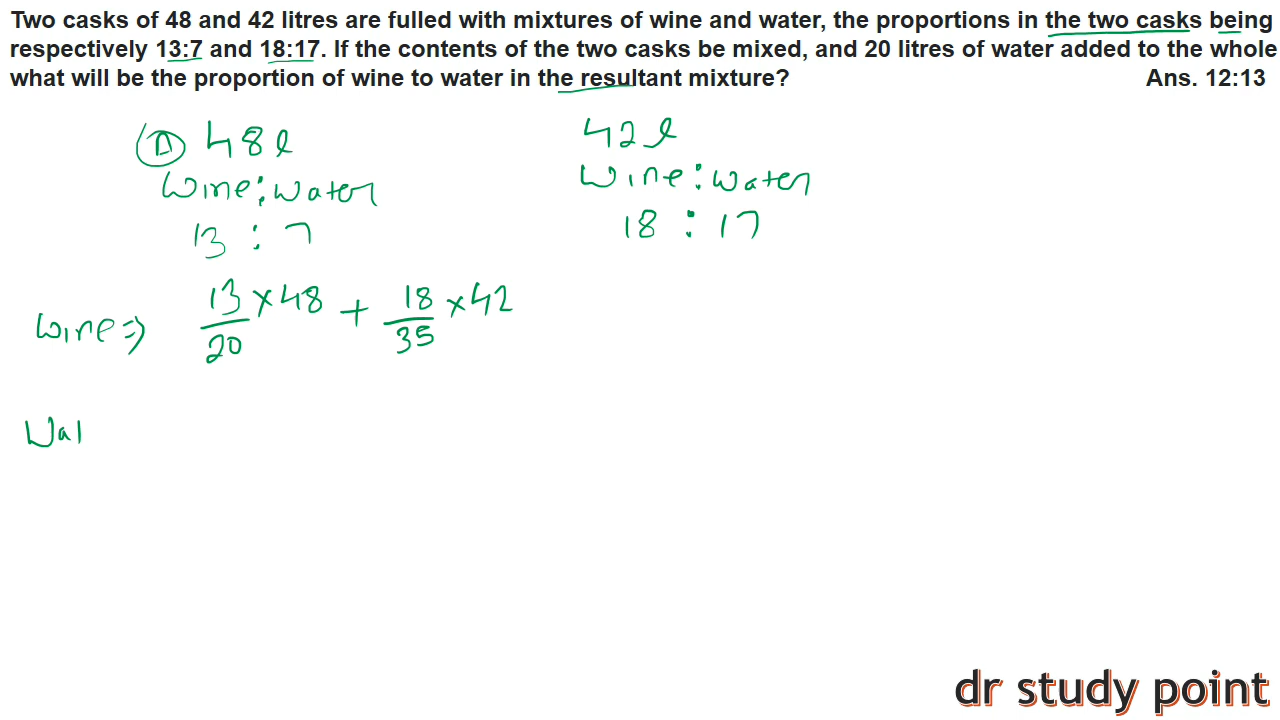 Two casks of 48 and 42 litres are fulled with mixtures of wine and water, the proportions in the two casks being
respectively 13:7 and 18:17. If the contents of the two casks be mixed, and 20 litres of water added to the whole
what will be the proportion of wine to water in the resultant mixture? Ans. 12:13
① 48l 42l
Wine:Water Wine:Water
13 : 7 18 : 17
Wine ⇒ 13/20 × 48 + 18/35 × 42
Wat
dr study point